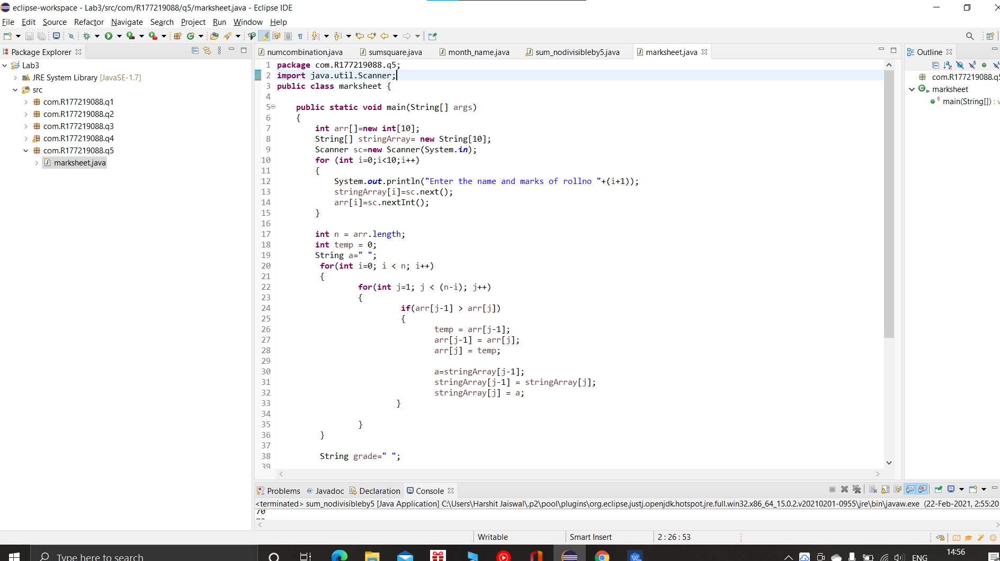 eclipse-workspace - Lab3/src/com/R177219088/q5/marksheet.java - Eclipse IDE
File Edit Source Refactor Navigate Search Project Run Window Help
Package Explorer
Lab3
JRE System Library [JavaSE-1.7]
src
com.R177219088.q1
com.R177219088.q2
com.R177219088.q3
com.R177219088.q4
com.R177219088.q5
marksheet.java
numcombination.java sumsquare.java month_name.java sum_nodivisibleby5.java marksheet.java
1 package com.R177219088.q5;
2 import java.util.Scanner;
3 public class marksheet {
4
5 public static void main(String[] args)
6 {
7 int arr[]=new int[10];
8 String[] stringArray= new String[10];
9 Scanner sc=new Scanner(System.in);
10 for (int i=0;i<10;i++)
11 {
12 System.out.println("Enter the name and marks of rollno "+(i+1));
13 stringArray[i]=sc.next();
14 arr[i]=sc.nextInt();
15 }
16
17 int n = arr.length;
18 int temp = 0;
19 String a=" ";
20 for(int i=0; i < n; i++)
21 {
22 for(int j=1; j < (n-i); j++)
23 {
24 if(arr[j-1] > arr[j])
25 {
26 temp = arr[j-1];
27 arr[j-1] = arr[j];
28 arr[j] = temp;
29
30 a=stringArray[j-1];
31 stringArray[j-1] = stringArray[j];
32 stringArray[j] = a;
33 }
34
35 }
36 }
37
38 String grade=" ";
39
Outline
com.R177219088.q5
marksheet
main(String[]) : v
Problems @ Javadoc Declaration Console
<terminated> sum_nodivisibleby5 [Java Application] C:\Users\Harshit Jaiswal\.p2\pool\plugins\org.eclipse.justj.openjdk.hotspot.jre.full.win32.x86_64_15.0.2.v20210201-0955\jre\bin\javaw.exe (22-Feb-2021, 2:55:20
70
Writable Smart Insert 2 : 26 : 53
Type here to search
ENG
14:56